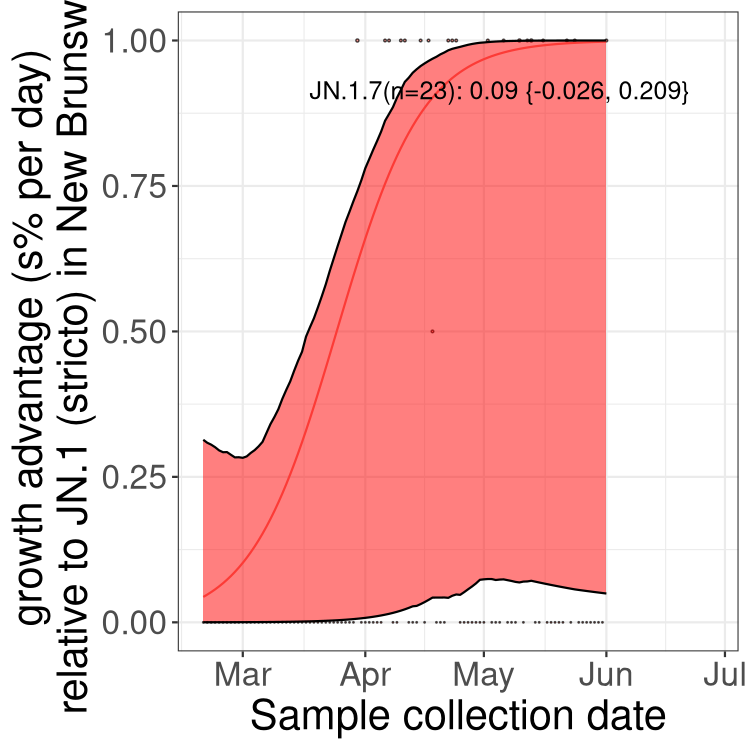 growth advantage (s% per day)
relative to JN.1 (stricto) in New Brunsw
1.00
0.75
0.50
0.25
0.00
JN.1.7(n=23): 0.09 {-0.026, 0.209}
Mar Apr May Jun Jul
Sample collection date